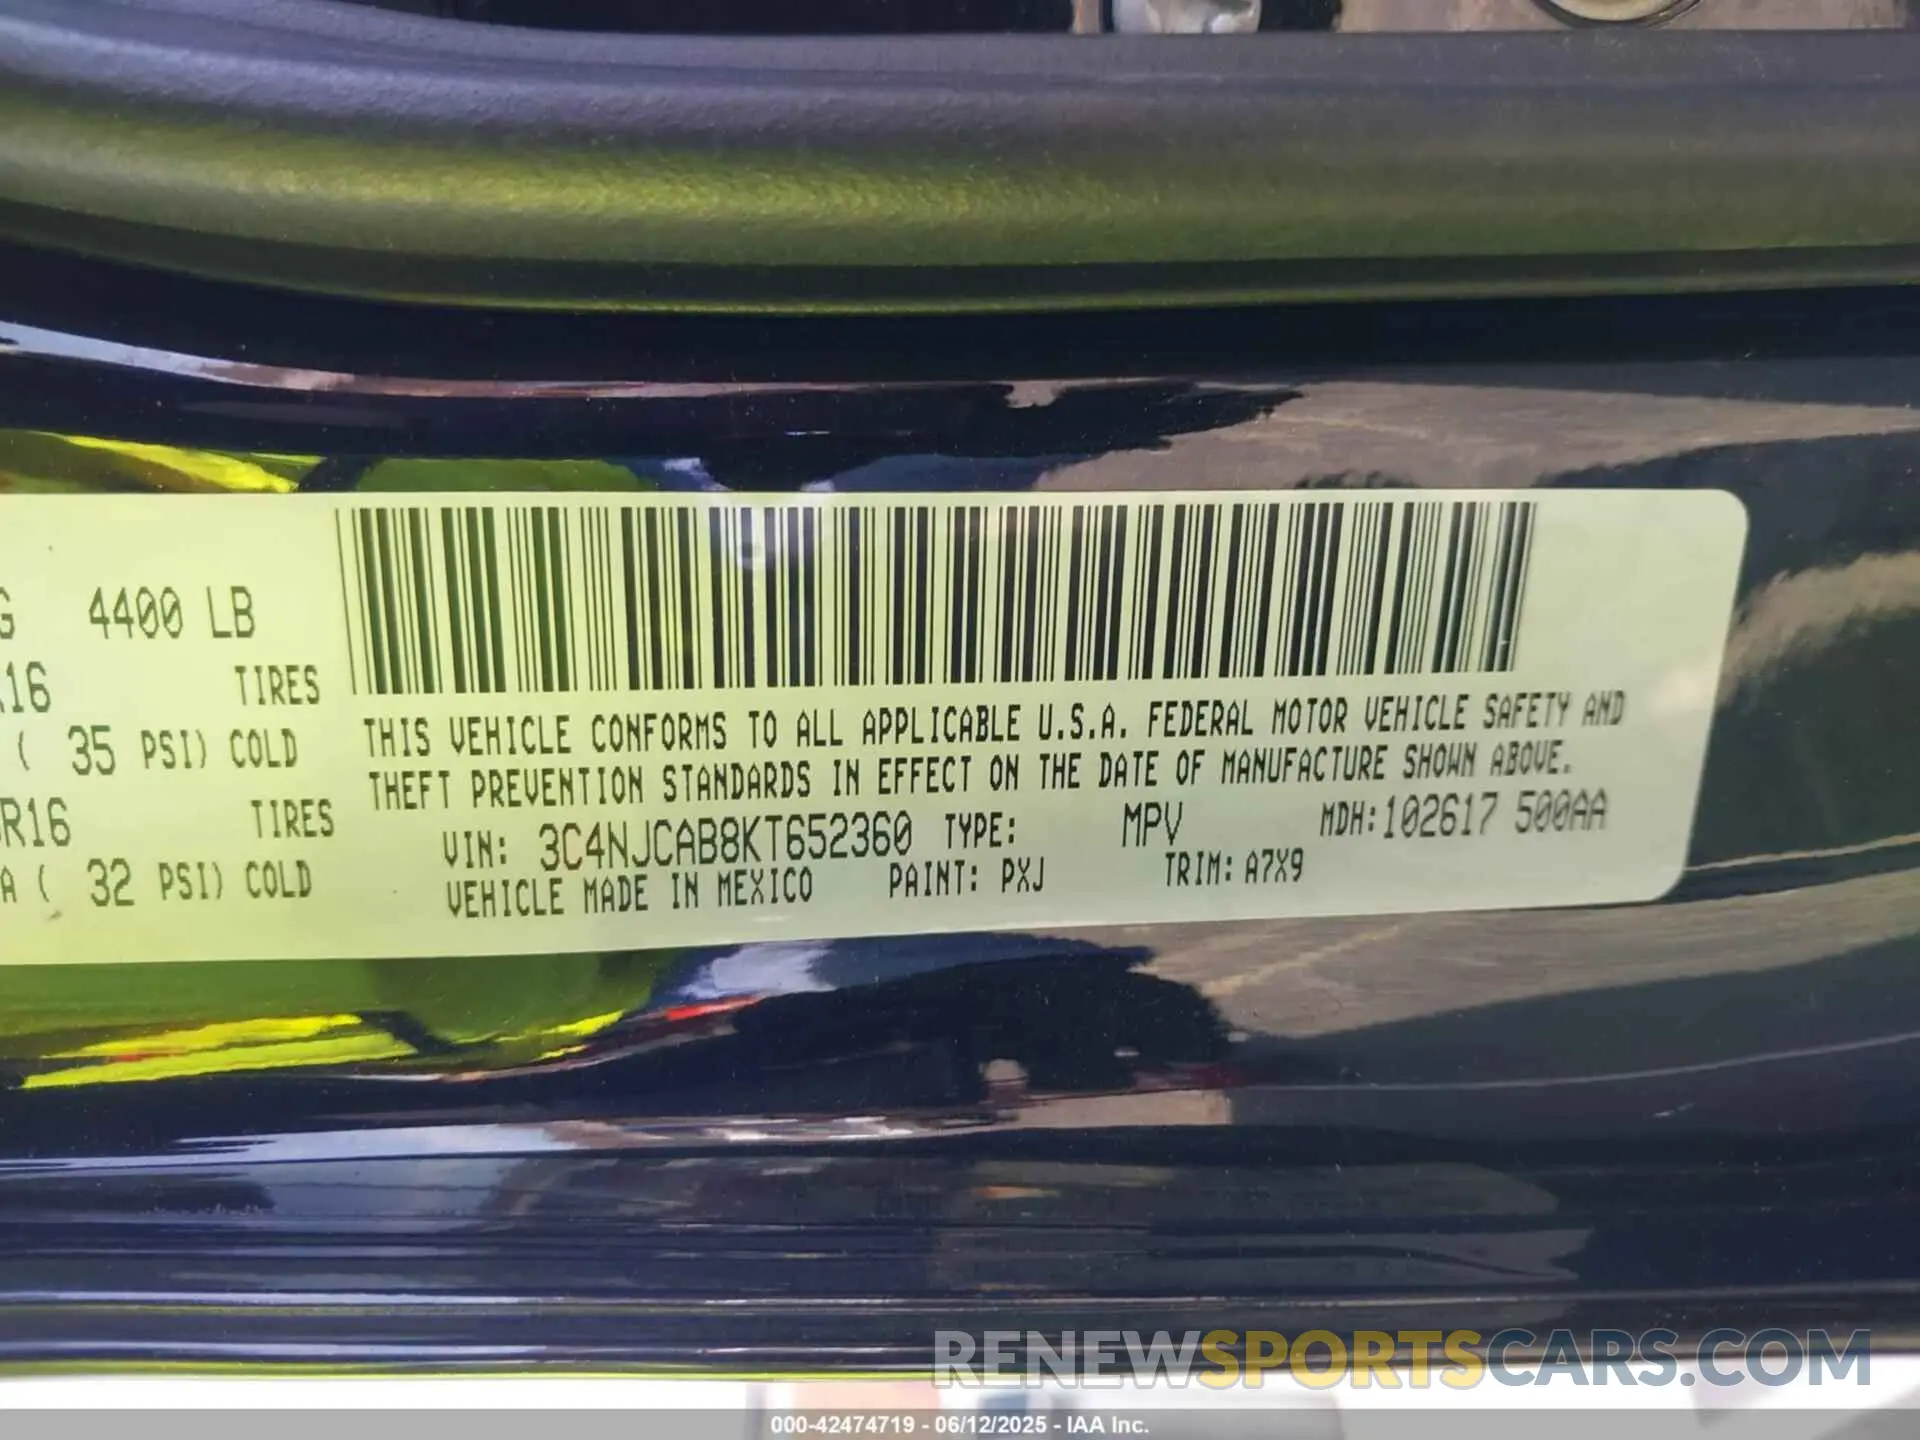 G 4400 LB
R16 TIRES
( 35 PSI) COLD
R16 TIRES
A ( 32 PSI) COLD
THIS VEHICLE CONFORMS TO ALL APPLICABLE U.S.A. FEDERAL MOTOR VEHICLE SAFETY AND
THEFT PREVENTION STANDARDS IN EFFECT ON THE DATE OF MANUFACTURE SHOWN ABOVE.
VIN: 3C4NJCAB8KT652360 TYPE: MPV MDH:102617 500AA
VEHICLE MADE IN MEXICO PAINT: PXJ TRIM: A7X9
RENEWSPORTSCARS.COM
000-42474719 - 06/12/2025 - IAA Inc.